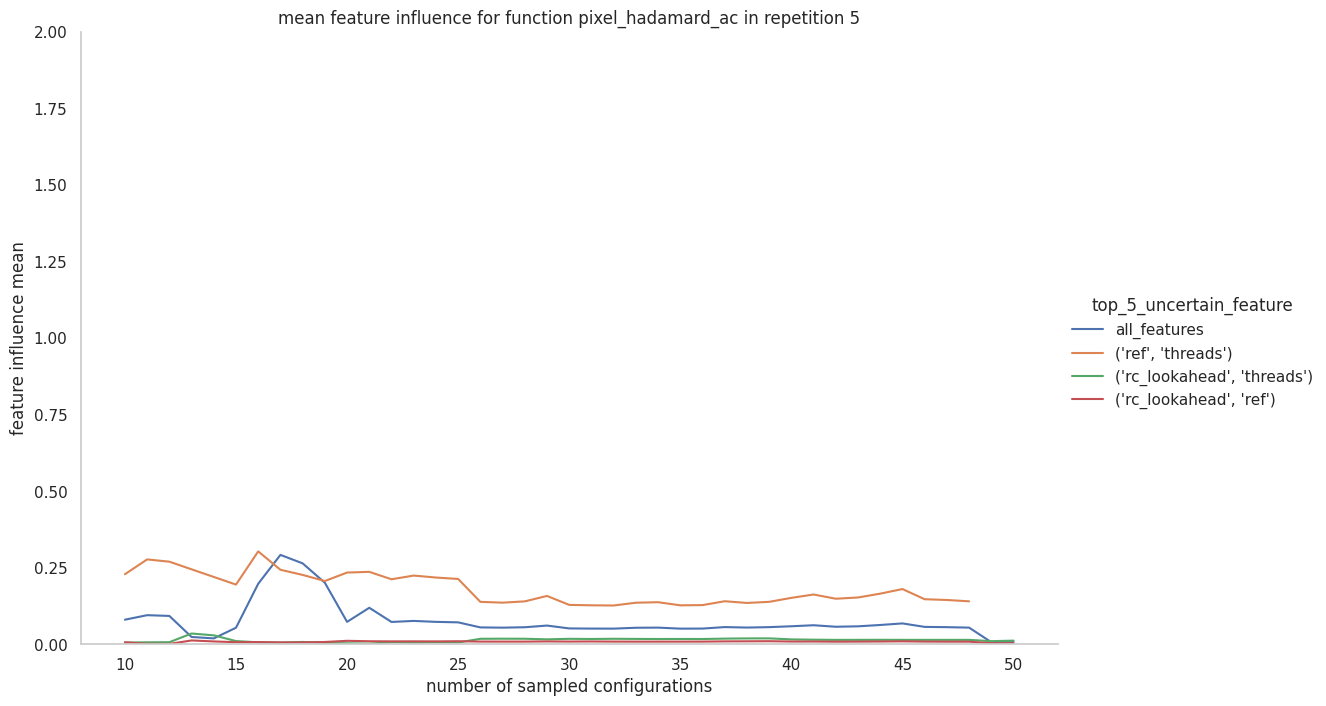 mean feature influence for function pixel_hadamard_ac in repetition 5
2.00
1.75
1.50
1.25
1.00
0.75
0.50
0.25
0.00
feature influence mean
10 15 20 25 30 35 40 45 50
number of sampled configurations
top_5_uncertain_feature
all_features
('ref', 'threads')
('rc_lookahead', 'threads')
('rc_lookahead', 'ref')